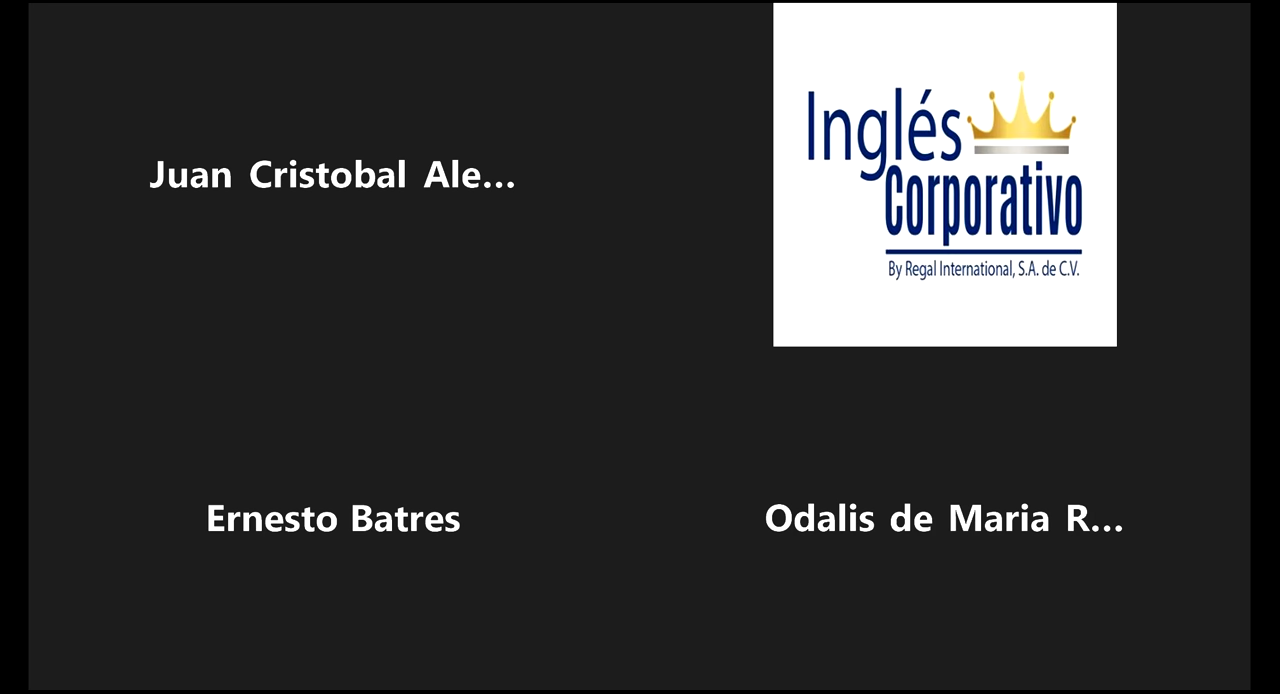 Juan Cristobal Ale...
Inglés
Corporativo
By Regal International, S.A. de C.V.
Ernesto Batres
Odalis de Maria R...